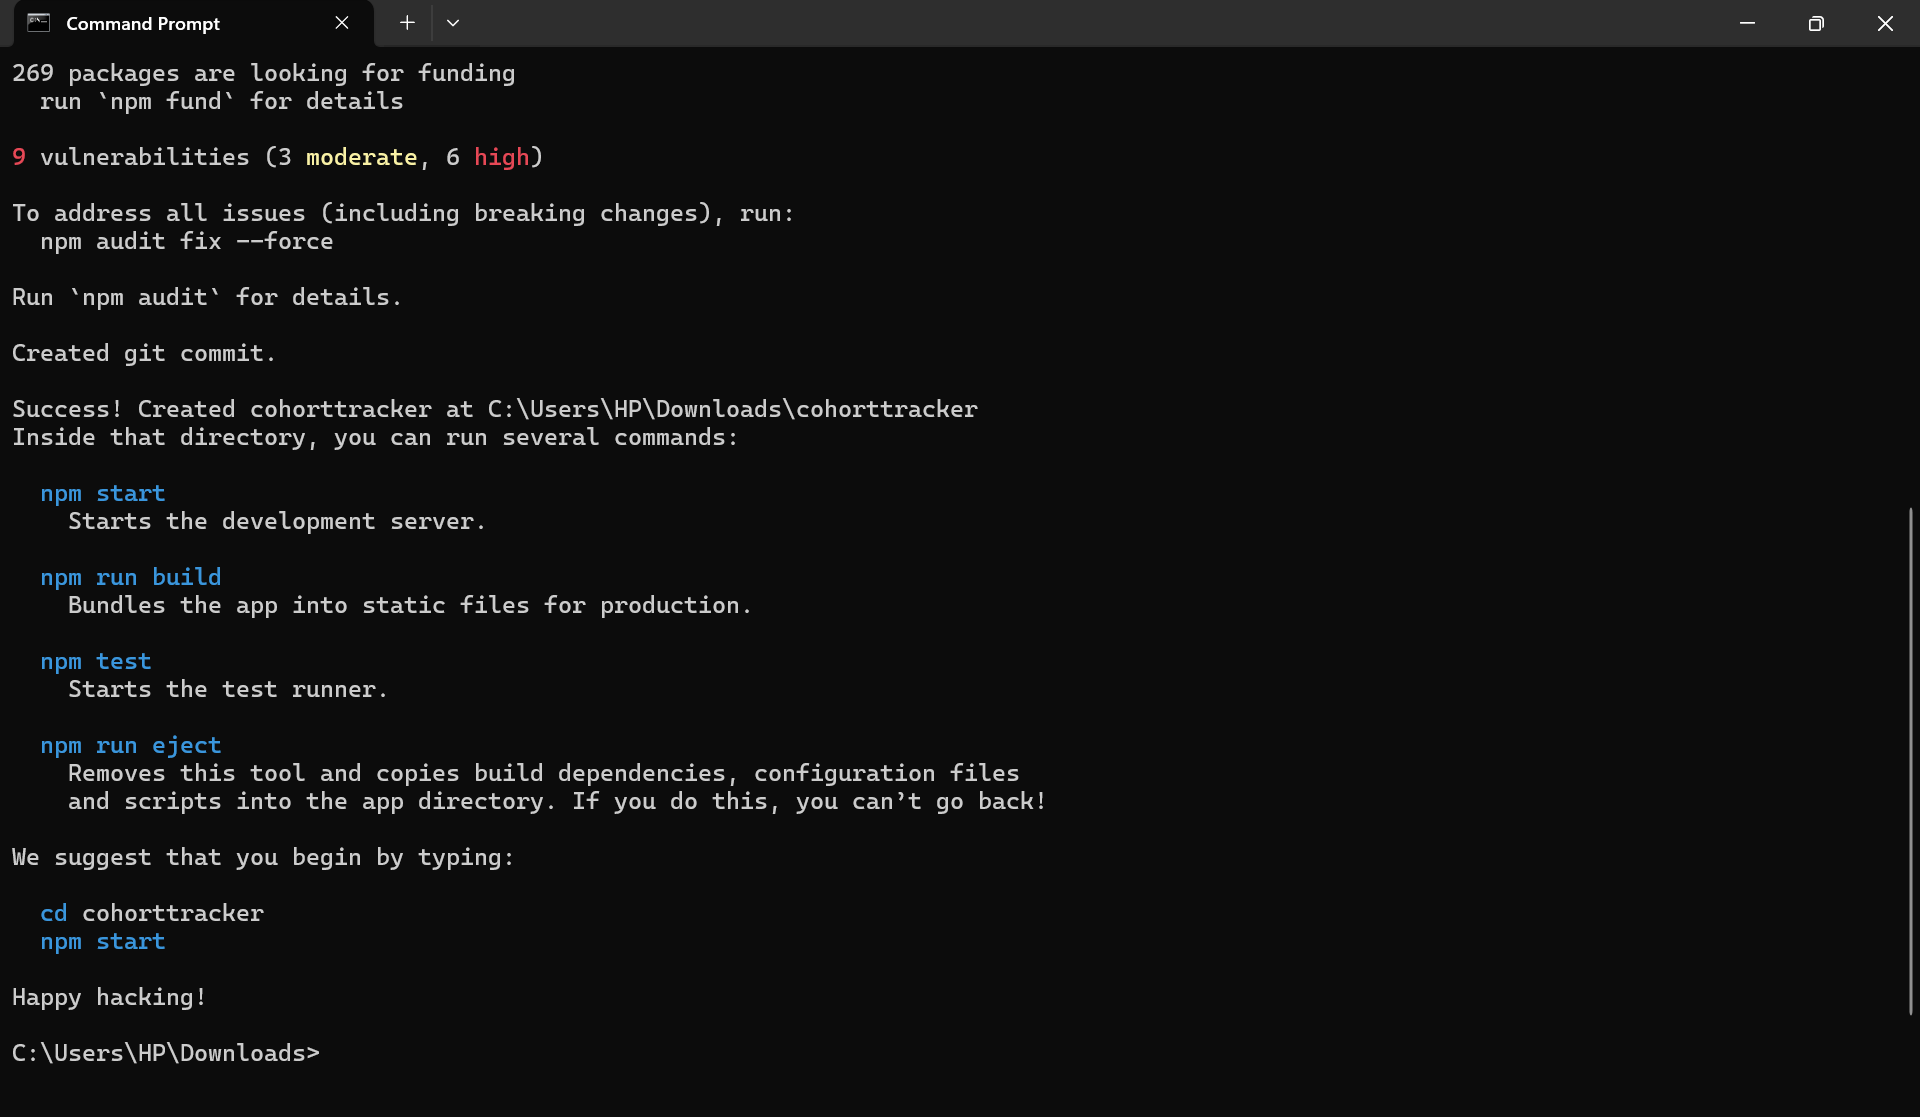 Command Prompt
269 packages are looking for funding
  run `npm fund` for details
9 vulnerabilities (3 moderate, 6 high)
To address all issues (including breaking changes), run:
  npm audit fix --force
Run `npm audit` for details.
Created git commit.
Success! Created cohorttracker at C:\Users\HP\Downloads\cohorttracker
Inside that directory, you can run several commands:
  npm start
    Starts the development server.
  npm run build
    Bundles the app into static files for production.
  npm test
    Starts the test runner.
  npm run eject
    Removes this tool and copies build dependencies, configuration files
    and scripts into the app directory. If you do this, you can’t go back!
We suggest that you begin by typing:
  cd cohorttracker
  npm start
Happy hacking!
C:\Users\HP\Downloads>